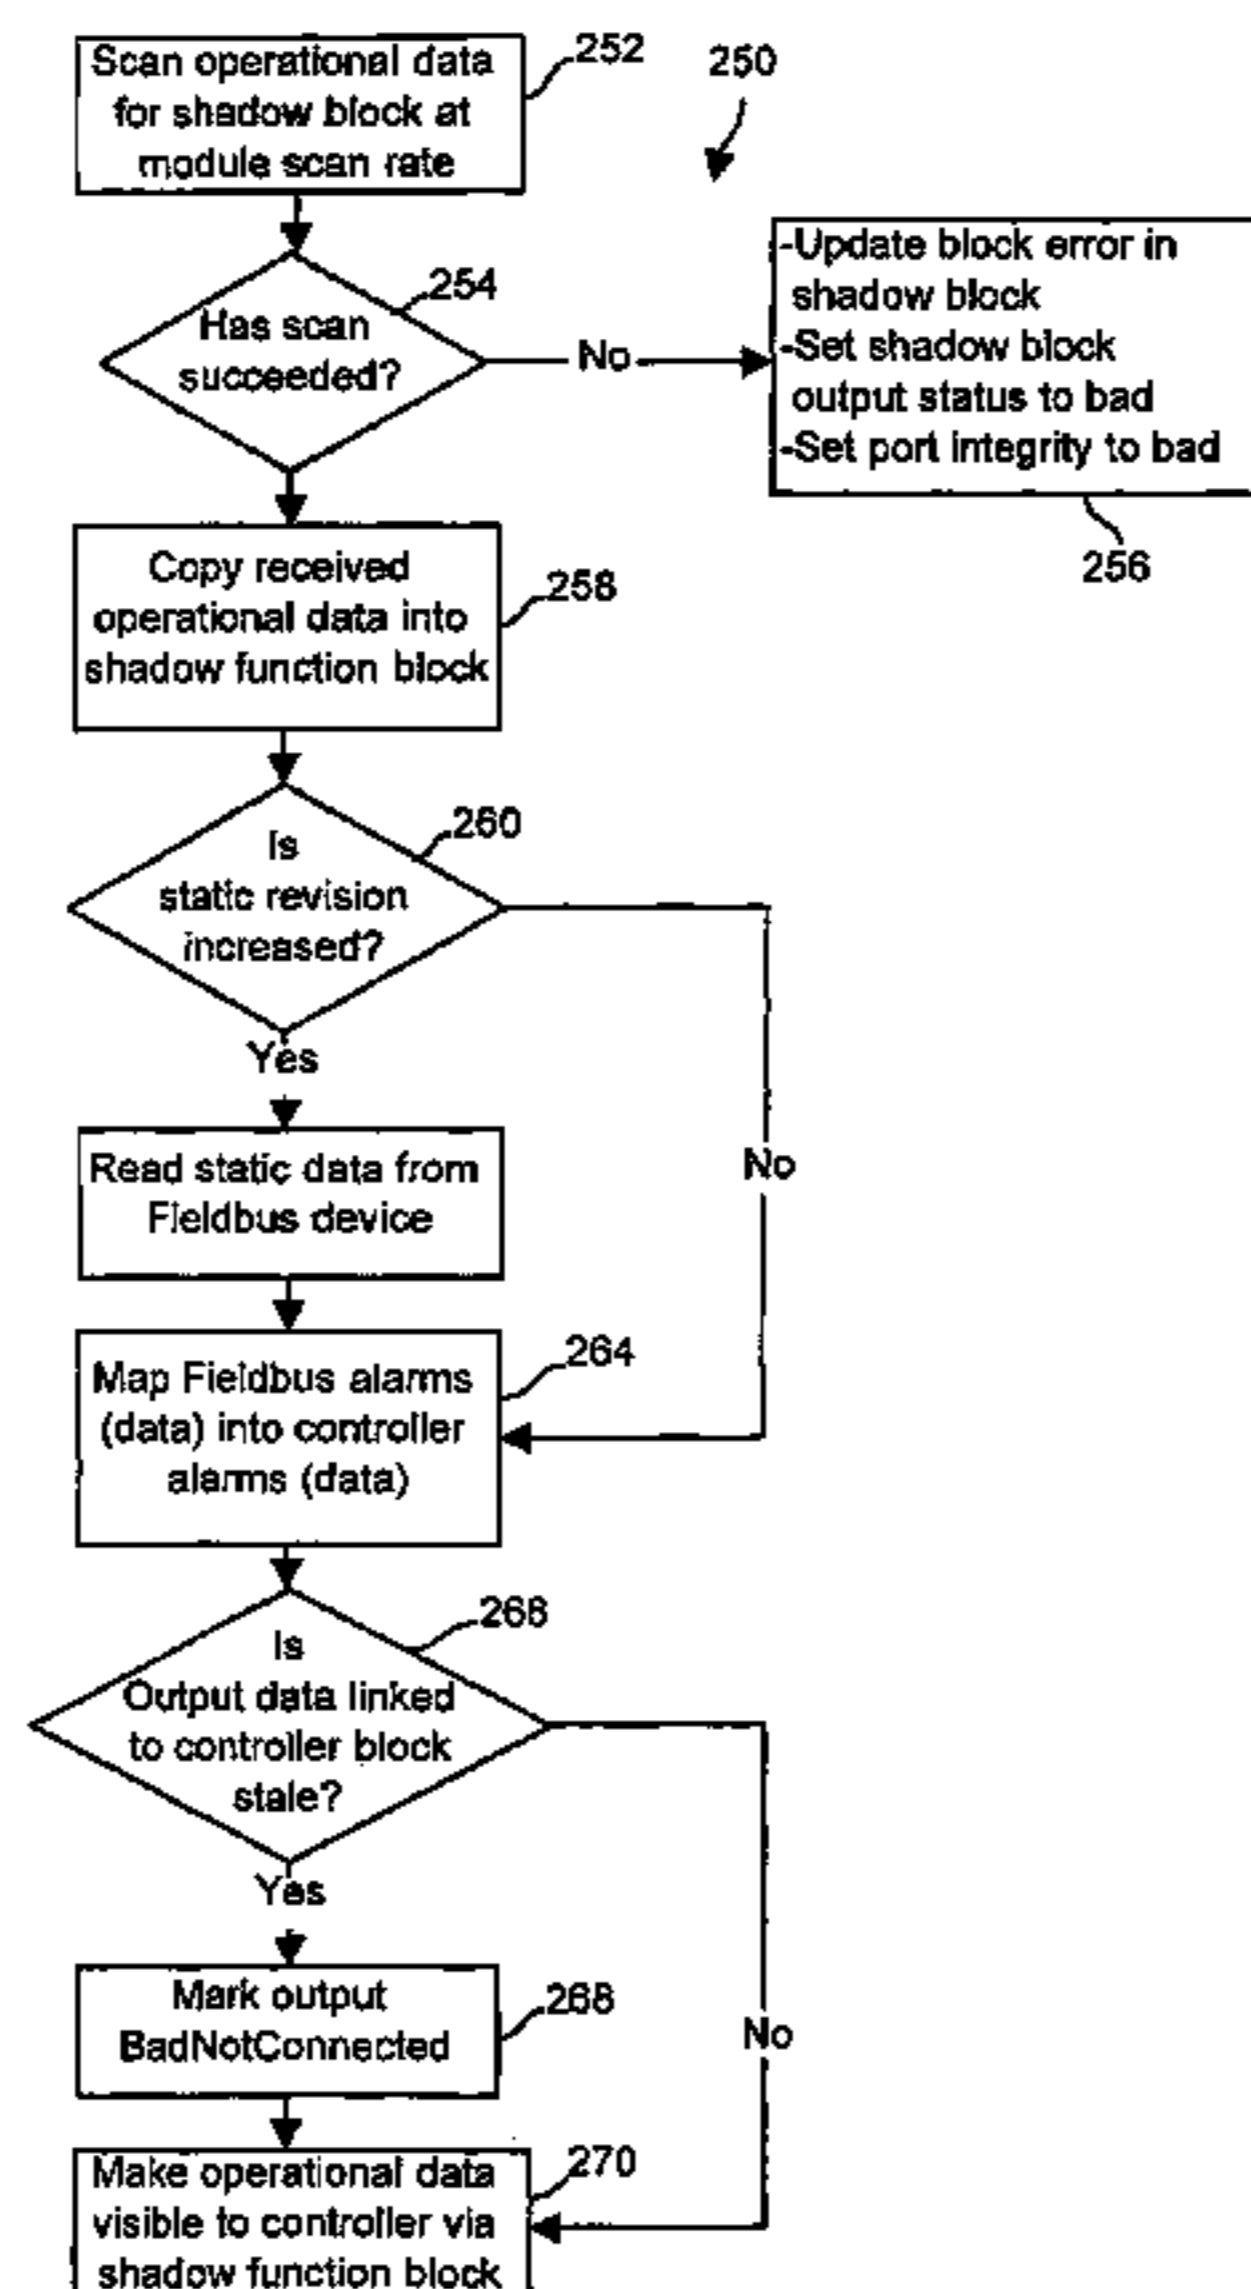 Scan operational data
for shadow block at
module scan rate
252
250
Has scan
succeeded?
254
No
-Update block error in
shadow block
-Set shadow block
output status to bad
-Set port integrity to bad
256
Copy received
operational data into
shadow function block
258
Is
static revision
increased?
260
Yes
No
Read static data from
Fieldbus device
Map Fieldbus alarms
(data) into controller
alarms (data)
264
Is
Output data linked
to controller block
stale?
268
Yes
No
Mark output
BadNotConnected
268
Make operational data
visible to controller via
shadow function block
270